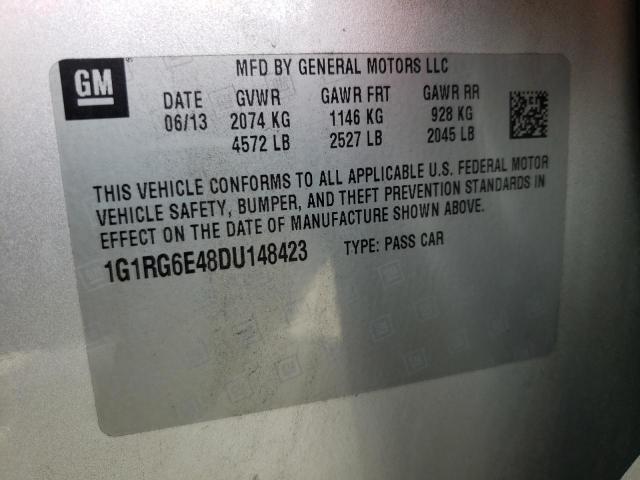 GM
MFD BY GENERAL MOTORS LLC
DATE GVWR GAWR FRT GAWR RR
06/13 2074 KG 1146 KG 928 KG
4572 LB 2527 LB 2045 LB
THIS VEHICLE CONFORMS TO ALL APPLICABLE U.S. FEDERAL MOTOR
VEHICLE SAFETY, BUMPER, AND THEFT PREVENTION STANDARDS IN
EFFECT ON THE DATE OF MANUFACTURE SHOWN ABOVE.
1G1RG6E48DU148423 TYPE: PASS CAR